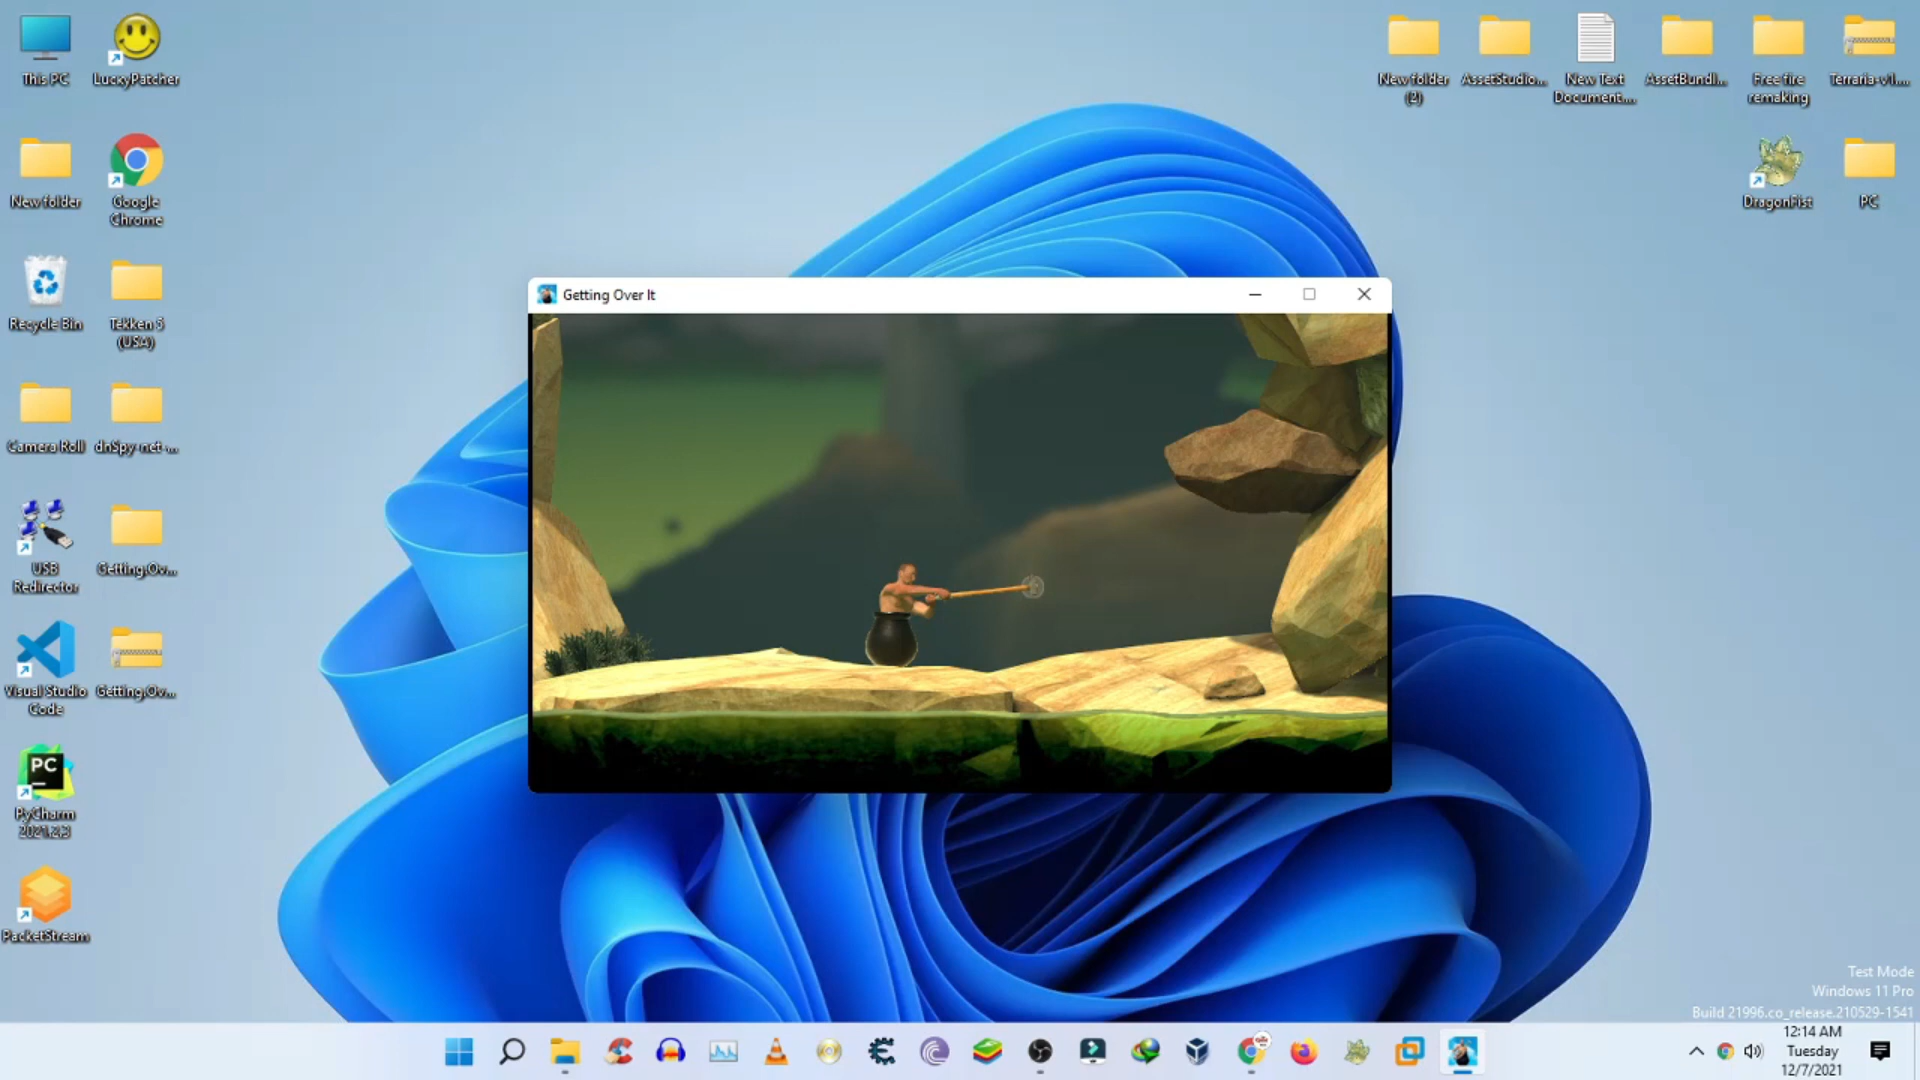 This PC
LuckyPatcher
New folder
(2)
AssetStudio...
New Text
Document....
AssetBundl...
Free fire
remaking
Terraria-v1....
New folder
Google
Chrome
DragonFist
PC
Getting Over It
Recycle Bin
Tekken 5
(USA)
Camera Roll
dnSpy-net-...
USB
Redirector
Getting.Ov...
Visual Studio
Code
Getting.Ov...
PC
PyCharm
2021.2.3
PacketStream
Test Mode
Windows 11 Pro
Build 21996.co_release.210529-1541
12:14 AM
Tuesday
12/7/2021